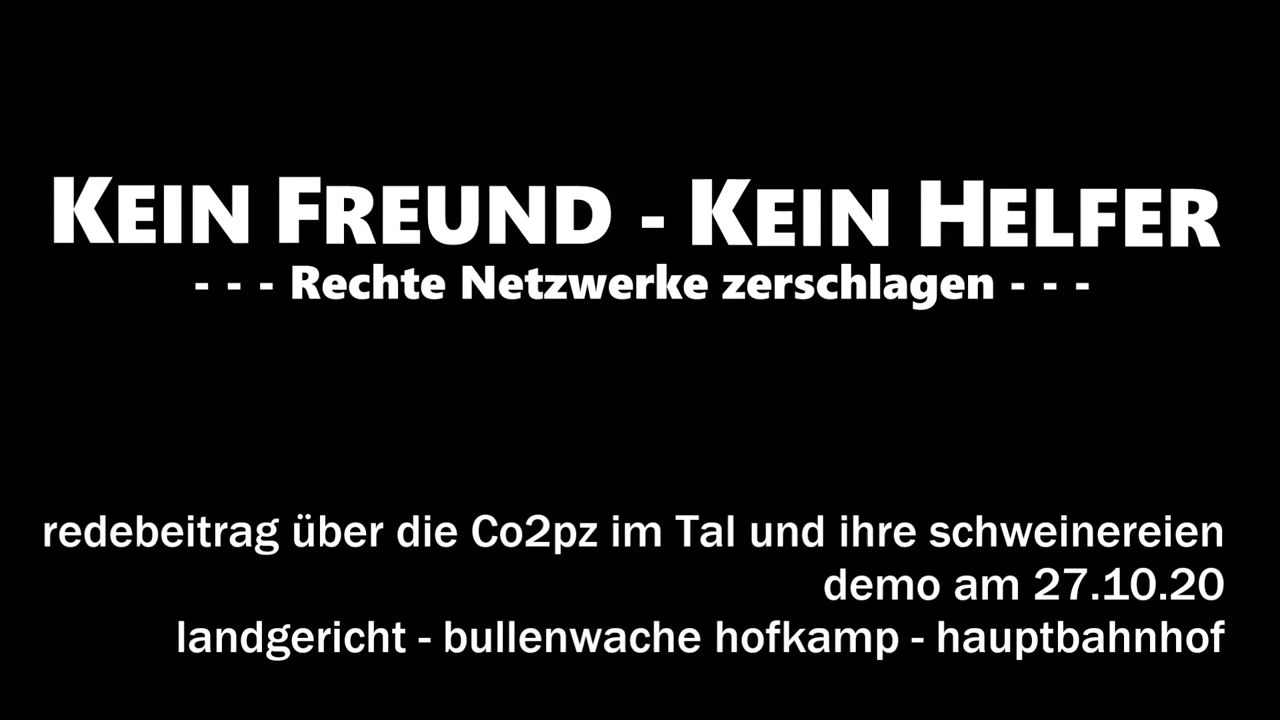 KEIN FREUND - KEIN HELFER
- - - Rechte Netzwerke zerschlagen - - -
redebeitrag über die Co2pz im Tal und ihre schweinereien
demo am 27.10.20
landgericht - bullenwache hofkamp - hauptbahnhof